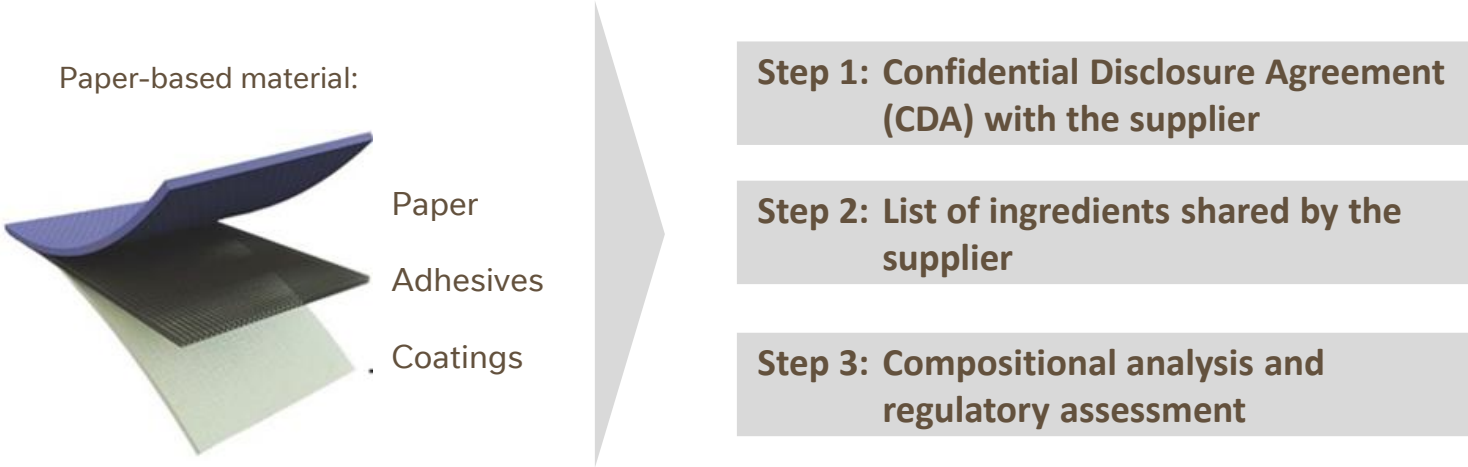 Paper-based material:
Paper
Adhesives
Coatings
Step 1: Confidential Disclosure Agreement
(CDA) with the supplier
Step 2: List of ingredients shared by the
supplier
Step 3: Compositional analysis and
regulatory assessment